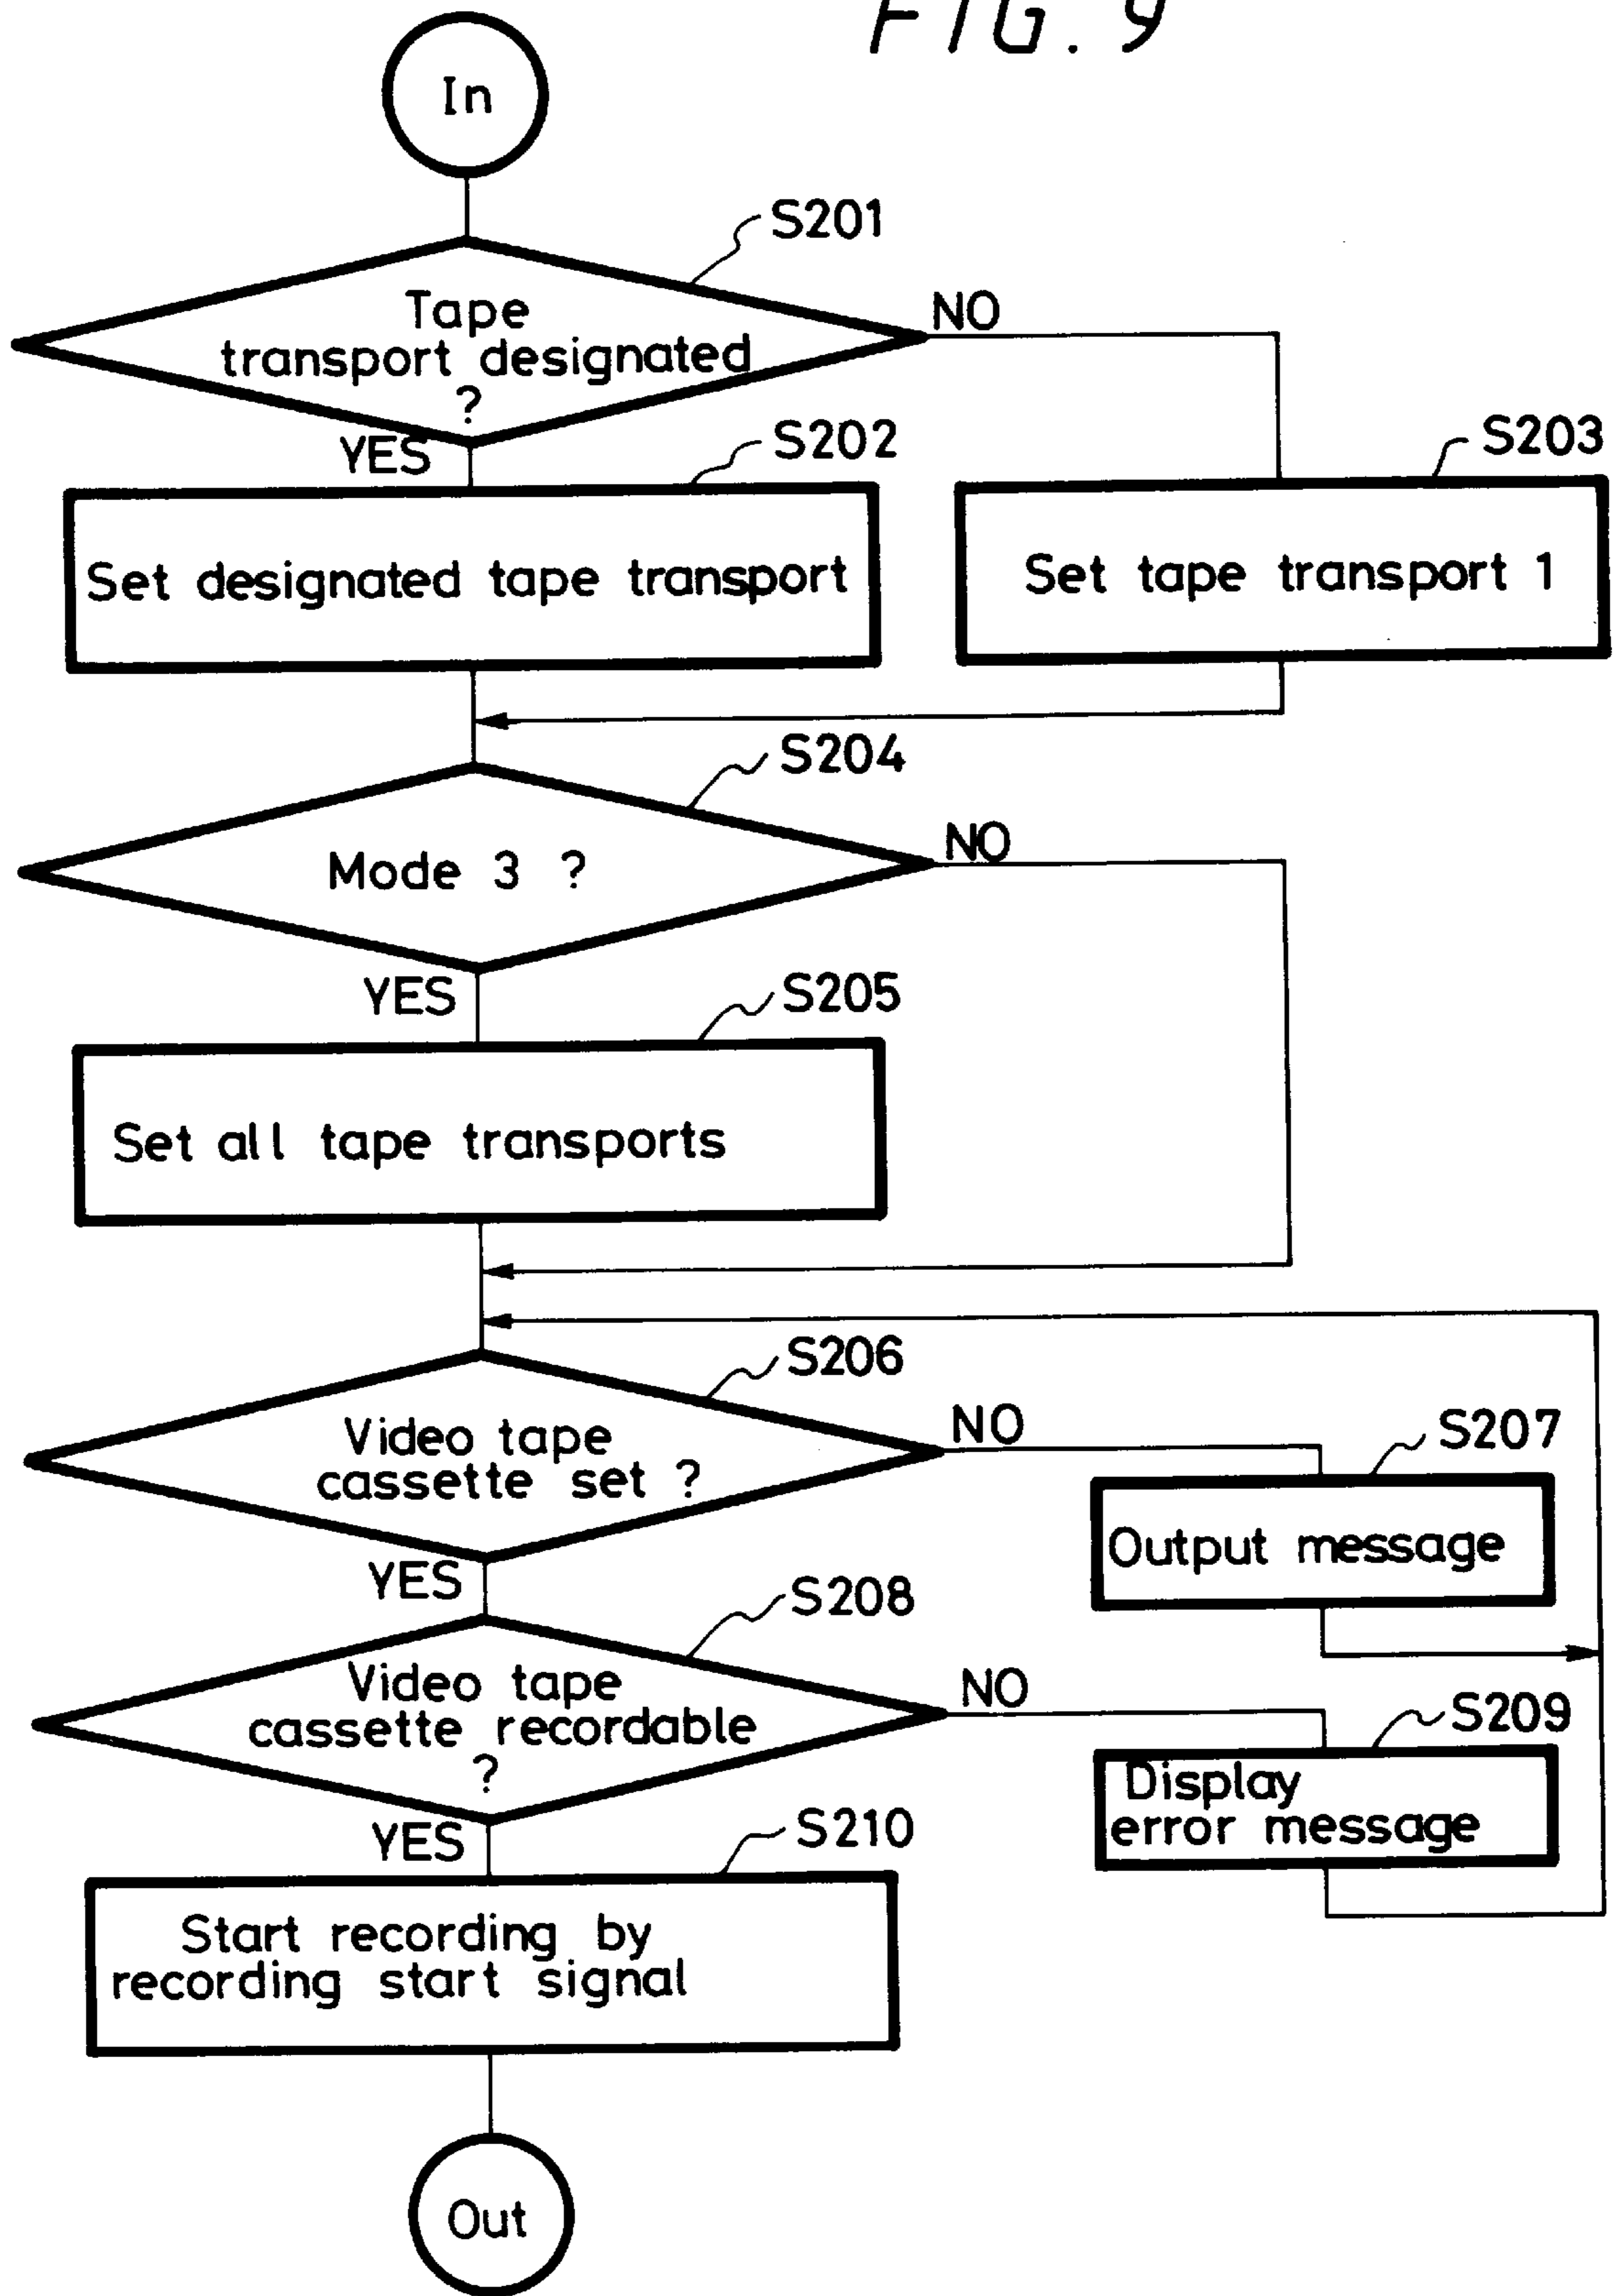 FIG. 9
In
S201
Tape
transport designated
?
NO
YES
S202
S203
Set designated tape transport
Set tape transport 1
S204
Mode 3 ?
NO
YES
S205
Set all tape transports
S206
Video tape
cassette set ?
NO
S207
Output message
YES
S208
Video tape
cassette recordable
?
NO
S209
Display
error message
YES
S210
Start recording by
recording start signal
Out